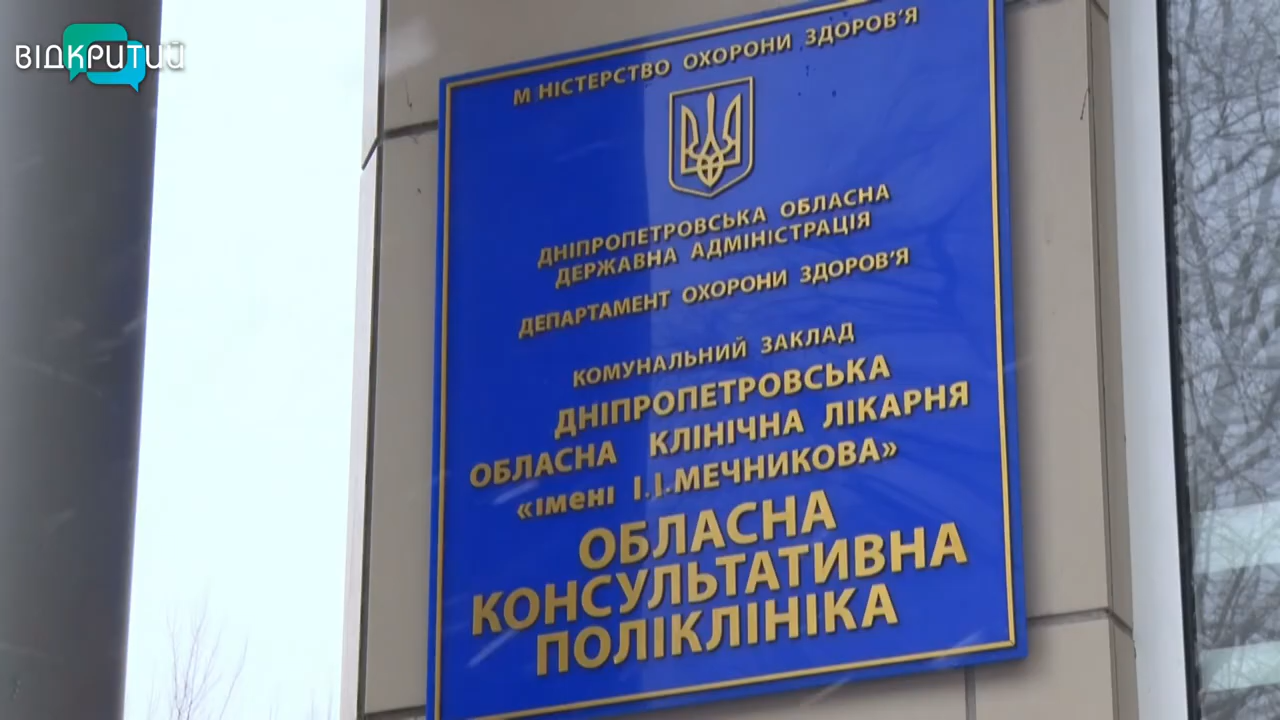 ВІДКРИТИЙ
М НІСТЕРСТВО ОХОРОНИ ЗДОРОВ'Я
ДНІПРОПЕТРОВСЬКА ОБЛАСНА
ДЕРЖАВНА АДМІНІСТРАЦІЯ
ДЕПАРТАМЕНТ ОХОРОНИ ЗДОРОВ'Я
КОМУНАЛЬНИЙ ЗАКЛАД
ДНІПРОПЕТРОВСЬКА
ОБЛАСНА КЛІНІЧНА ЛІКАРНЯ
«імені І.І.МЕЧНИКОВА»
ОБЛАСНА
КОНСУЛЬТАТИВНА
ПОЛІКЛІНІКА